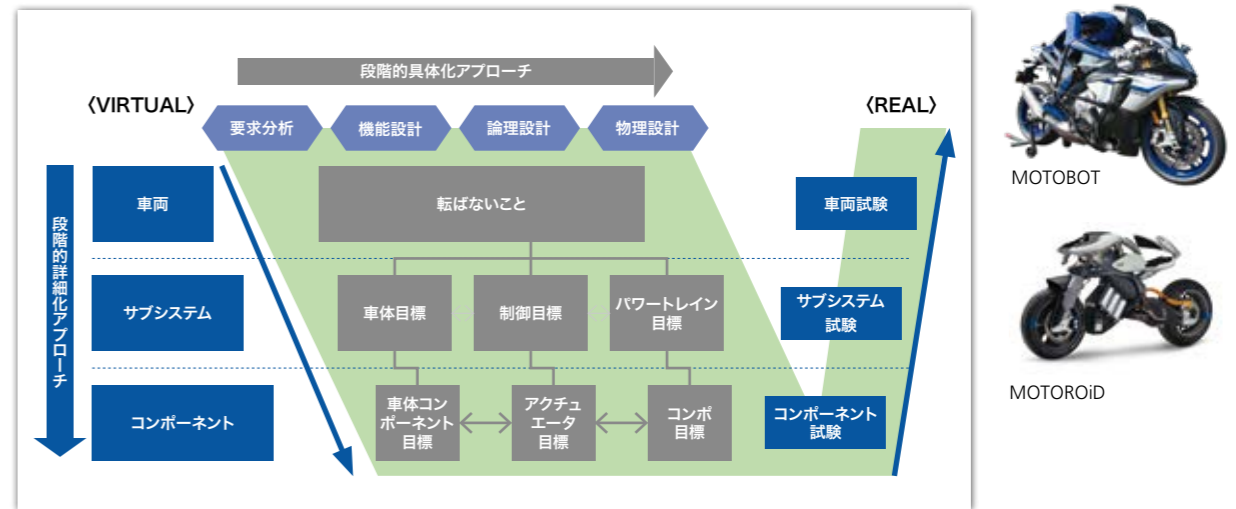 段階的具体化アプローチ
〈VIRTUAL〉
〈REAL〉
要求分析
機能設計
論理設計
物理設計
段階的詳細化アプローチ
車両
転ばないこと
車両試験
サブシステム
車体目標
制御目標
パワートレイン
目標
サブシステム
試験
コンポーネント
車体コン
ポーネント
目標
アクチュ
エータ
目標
コンポ
目標
コンポーネント
試験
MOTOBOT
MOTOROiD